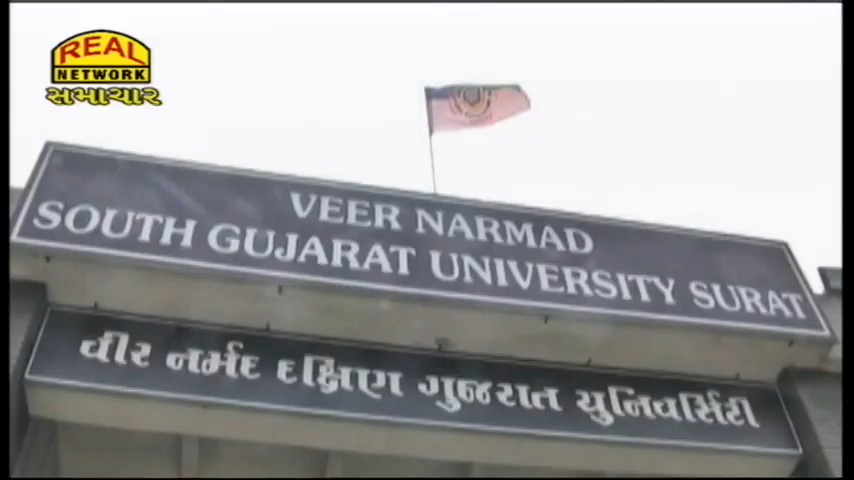 REAL
NETWORK
સમાચાર
VEER NARMAD
SOUTH GUJARAT UNIVERSITY SURAT
વીર નર્મદ દક્ષિણ ગુજરાત યુનિવર્સિટી